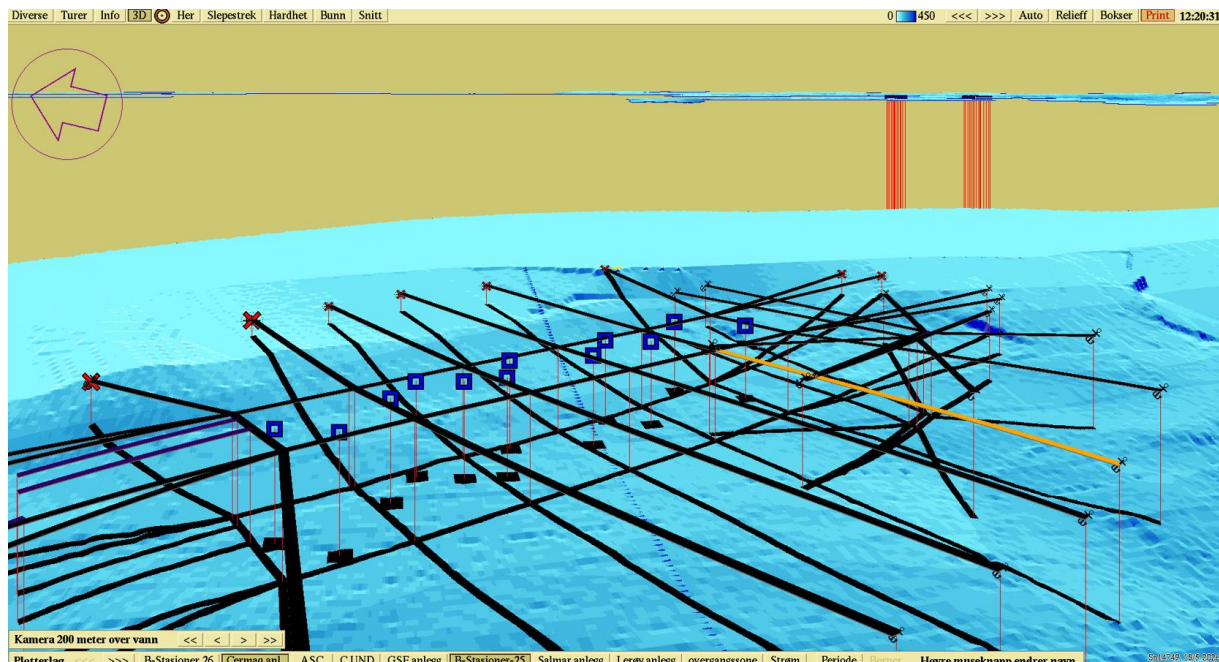 Diverse Turer Info 3D Her Slepestrek Hardhet Bunn Snitt 0 450 <<< >>> Auto Relieff Bokser Print 12:20:31
Kamera 200 meter over vann << < > >>
Plotterlag <<< >>> B-Stasjoner 26 Cermaq anl ASC C UND GSF anlegg B-Stasjoner-25 Salmar anlegg Lerøy anlegg overgangssone Strøm Periode Høyre museknapp endrer navn